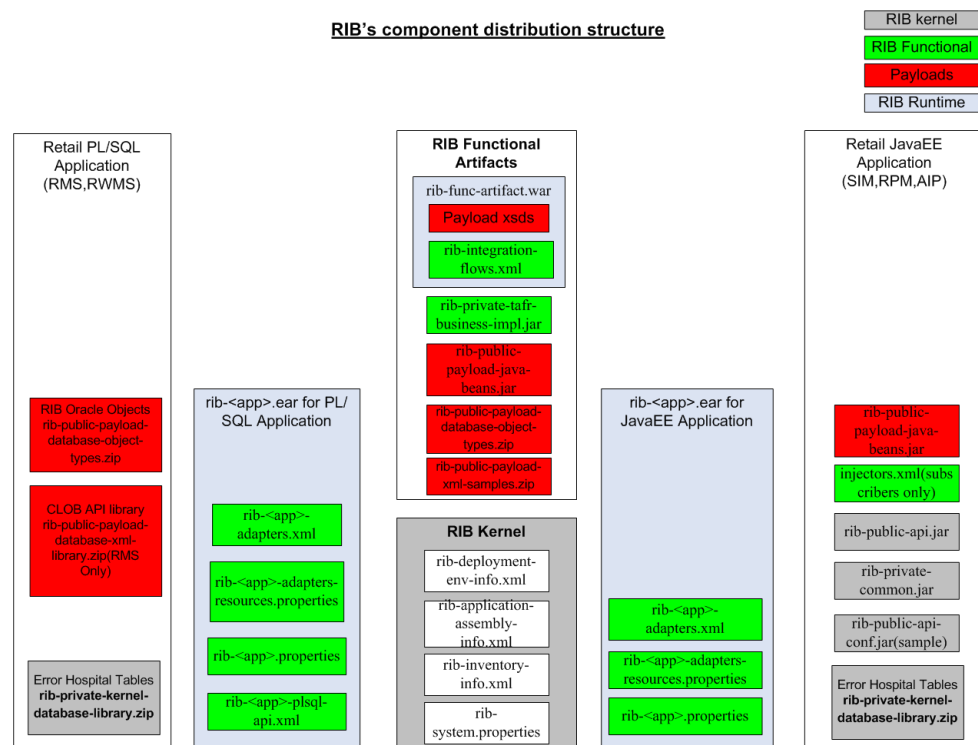 RIB's component distribution structure
RIB kernel
RIB Functional
Payloads
RIB Runtime
Retail PL/SQL
Application
(RMS,RWMS)
RIB Oracle Objects
rib-public-payload-
database-object-
types.zip
CLOB API library
rib-public-payload-
database-xml-
library.zip(RMS
Only)
Error Hospital Tables
rib-private-kernel-
database-library.zip
rib-<app>.ear for PL/
SQL Application
rib-<app>-
adapters.xml
rib-<app>-adapters-
resources.properties
rib-<app>.properties
rib-<app>-plsql-
api.xml
RIB Functional
Artifacts
rib-func-artifact.war
Payload xsds
rib-integration-
flows.xml
rib-private-tafr-
business-impl.jar
rib-public-
payload-java-
beans.jar
rib-public-payload-
database-object-
types.zip
rib-public-payload-
xml-samples.zip
RIB Kernel
rib-deployment-
env-info.xml
rib-application-
assembly-
info.xml
rib-inventory-
info.xml
rib-
system.properties
rib-<app>.ear for
JavaEE Application
rib-<app>-
adapters.xml
rib-<app>-adapters-
resources.properties
rib-<app>.properties
Retail JavaEE
Application
(SIM,RPM,AIP)
rib-public-
payload-java-
beans.jar
injectors.xml(subs
cribers only)
rib-public-api.jar
rib-private-
common.jar
rib-public-api-
conf.jar(sample)
Error Hospital Tables
rib-private-kernel-
database-library.zip